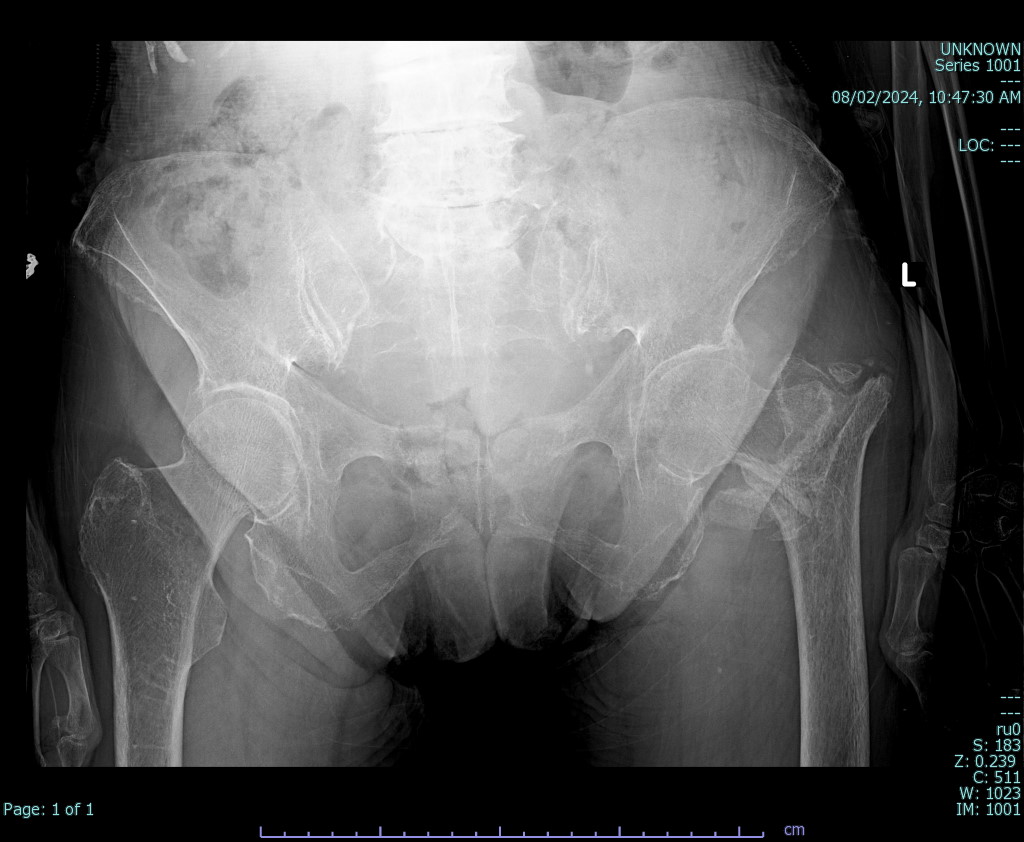 UNKNOWN
Series 1001
---
08/02/2024, 10:47:30 AM
---
LOC: ---
---
L
---
---
ru0
S: 183
Z: 0.239
C: 511
W: 1023
IM: 1001
Page: 1 of 1
cm